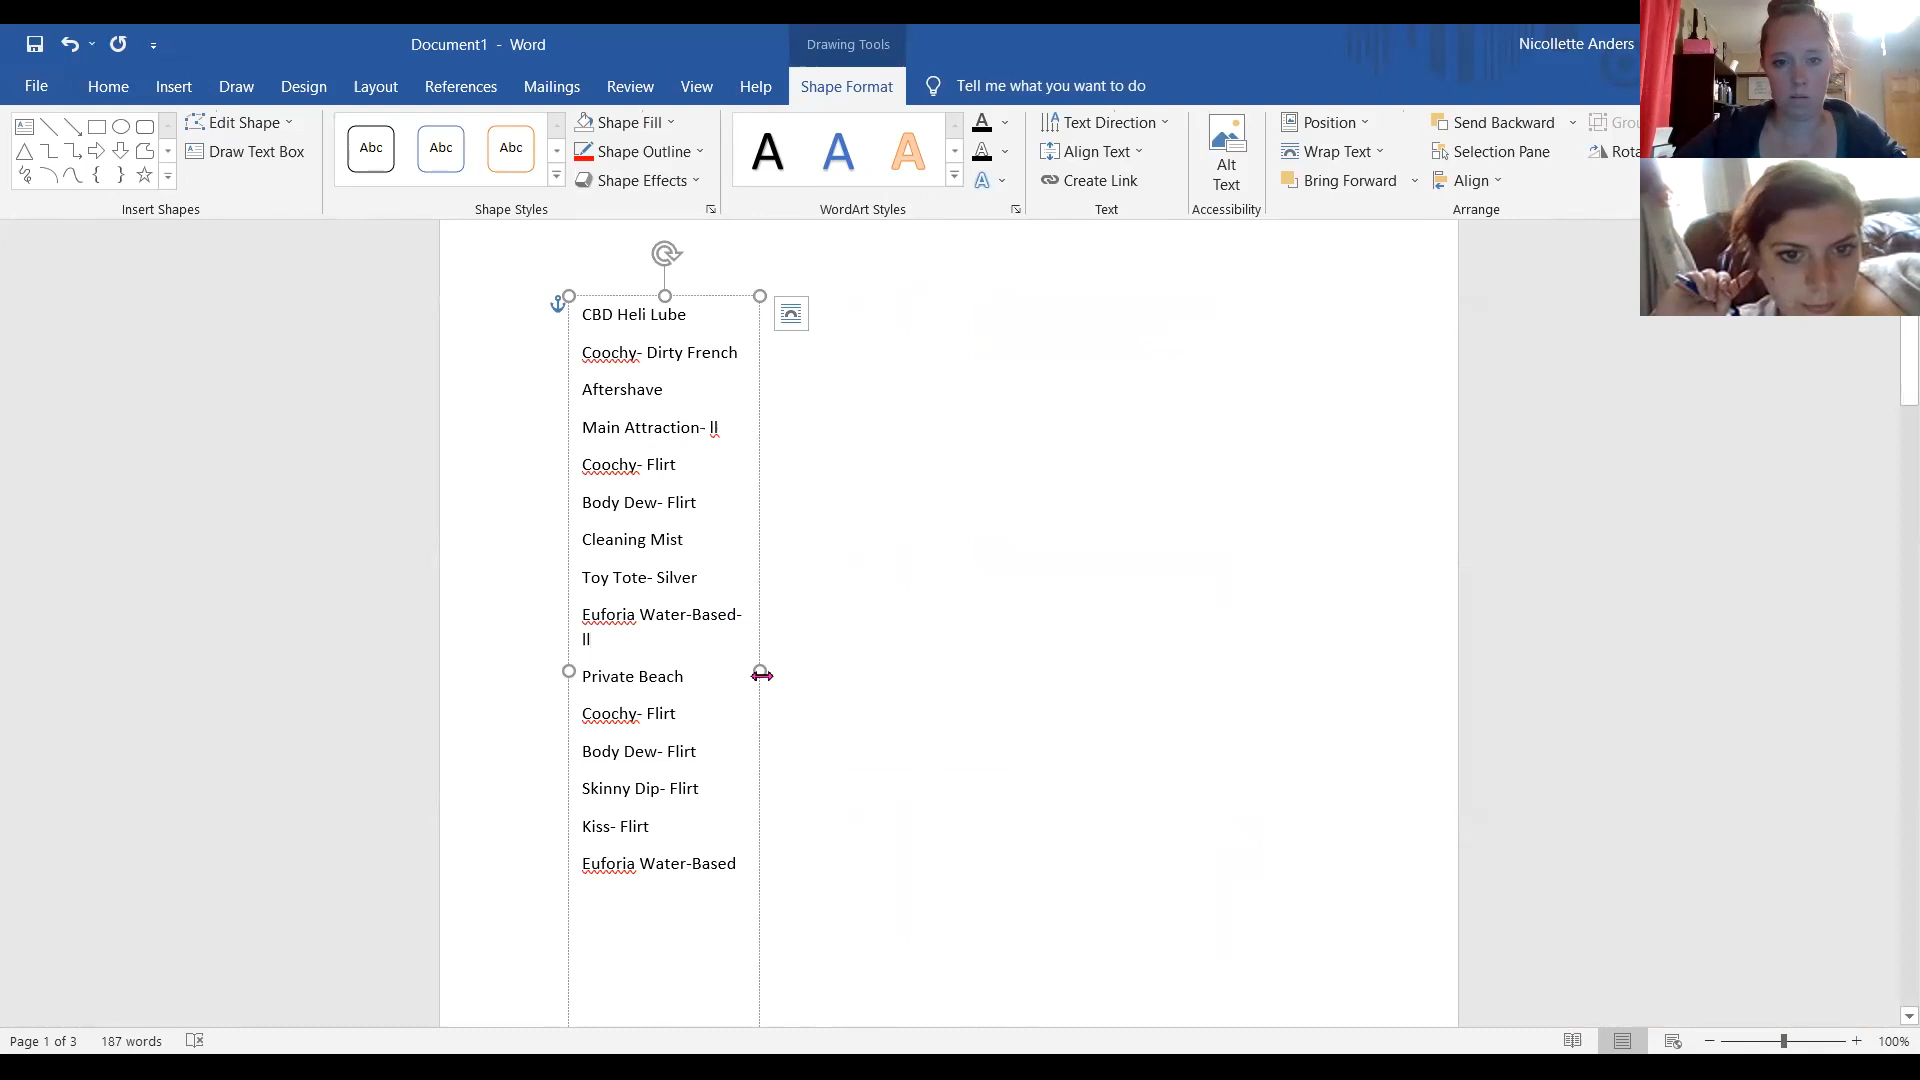 Document1 - Word
Drawing Tools
Nicollette Anders
File
Home
Insert
Draw
Design
Layout
References
Mailings
Review
View
Help
Shape Format
Tell me what you want to do
Edit Shape
Draw Text Box
Insert Shapes
Abc
Abc
Abc
Shape Fill
Shape Outline
Shape Effects
Shape Styles
A
A
A
WordArt Styles
Text Direction
Align Text
Create Link
Text
Alt
Text
Accessibility
Position
Wrap Text
Bring Forward
Send Backward
Selection Pane
Align
Grou
Rota
Arrange
CBD Heli Lube
Coochy- Dirty French
Aftershave
Main Attraction- ll
Coochy- Flirt
Body Dew- Flirt
Cleaning Mist
Toy Tote- Silver
Euforia Water-Based-
ll
Private Beach
Coochy- Flirt
Body Dew- Flirt
Skinny Dip- Flirt
Kiss- Flirt
Euforia Water-Based
Page 1 of 3
187 words
100%